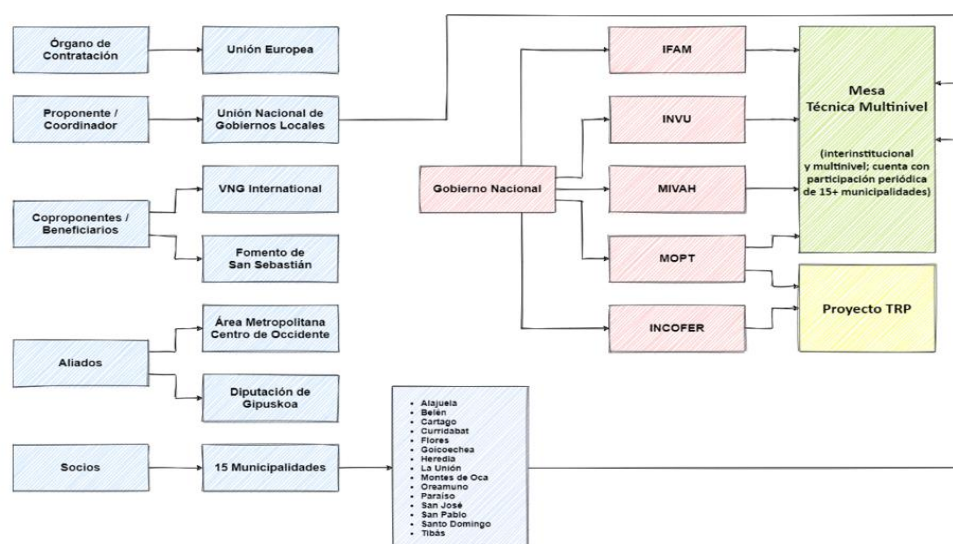 Órgano de
Contratación
Unión Europea
Proponente /
Coordinador
Unión Nacional de
Gobiernos Locales
Coproponentes /
Beneficiarios
VNG International
Fomento de
San Sebastián
Aliados
Área Metropolitana
Centro de Occidente
Diputación de
Gipuskoa
Socios
15 Municipalidades
Alajuela
Belén
Cartago
Curridabat
Flores
Goicoechea
Heredia
La Unión
Montes de Oca
Oreamuno
Paraíso
San José
San Pablo
Santo Domingo
Tibás
Gobierno Nacional
IFAM
INVU
MIVAH
MOPT
INCOFER
Mesa
Técnica Multinivel
(interinstitucional
y multinivel; cuenta con
participación periódica
de 15+ municipalidades)
Proyecto TRP